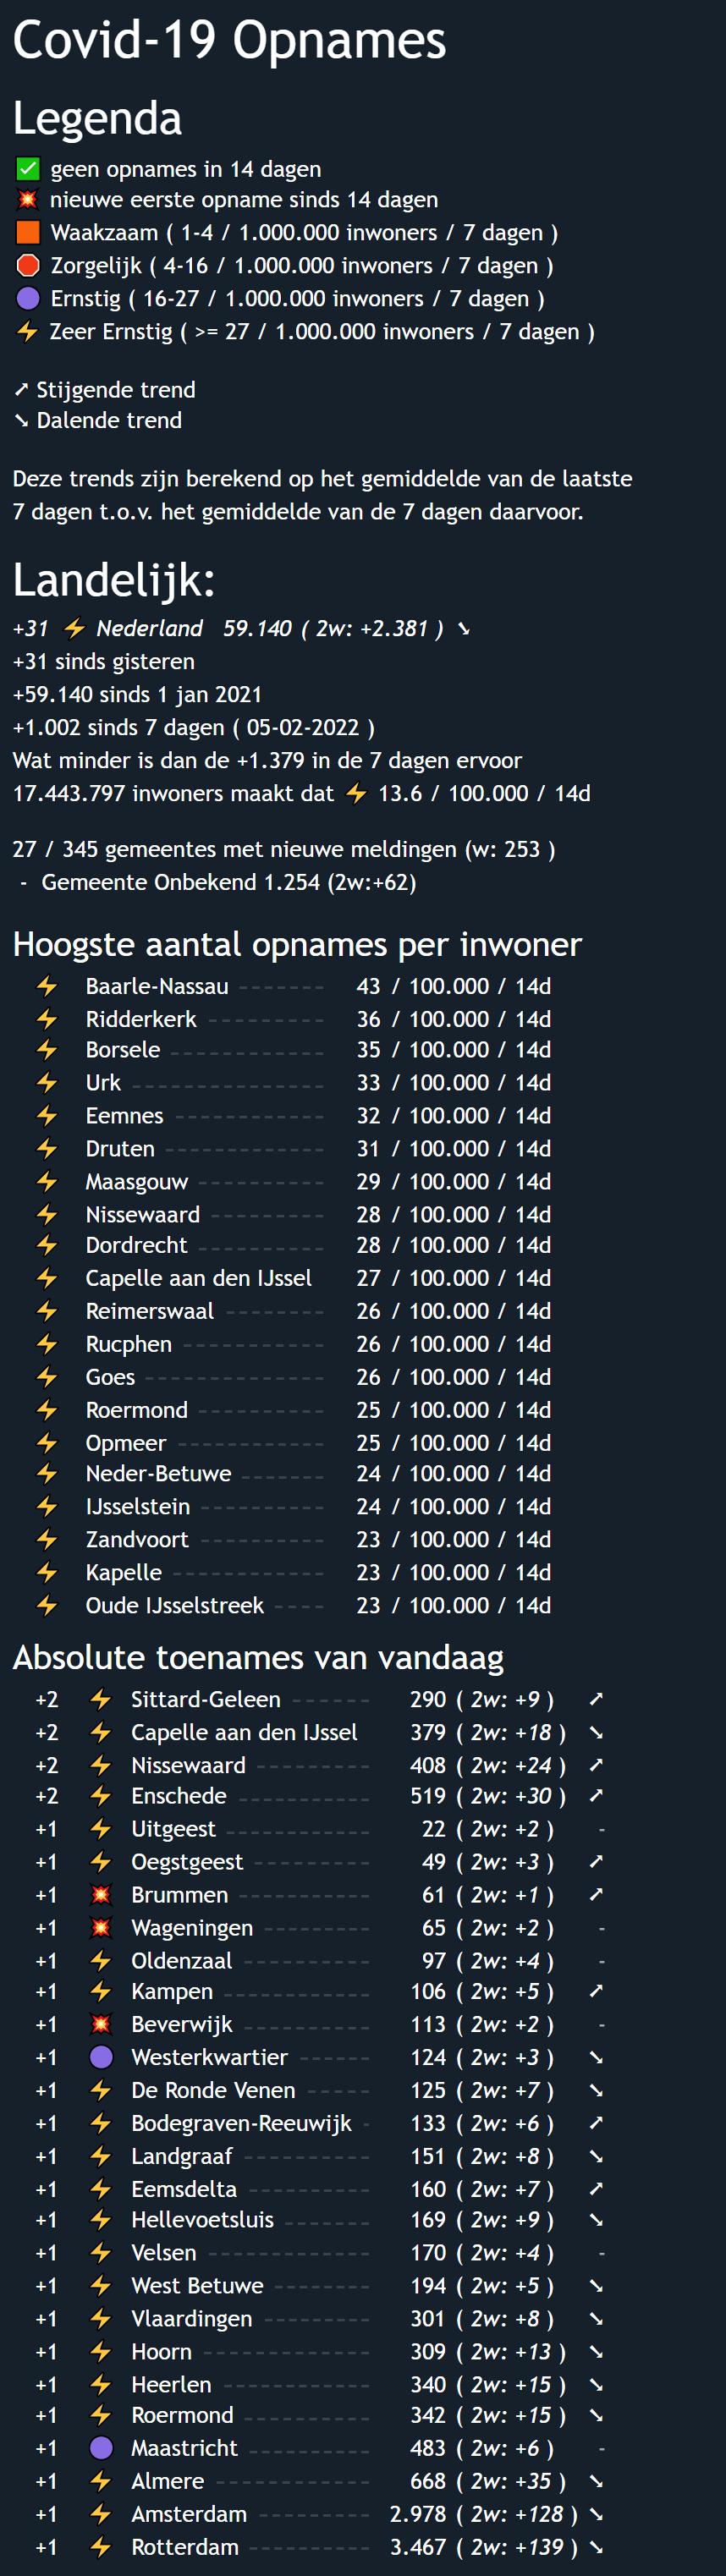 Covid-19 Opnames
Legenda
✅ geen opnames in 14 dagen
💥 nieuwe eerste opname sinds 14 dagen
🟧 Waakzaam ( 1-4 / 1.000.000 inwoners / 7 dagen )
🛑 Zorgelijk ( 4-16 / 1.000.000 inwoners / 7 dagen )
🟣 Ernstig ( 16-27 / 1.000.000 inwoners / 7 dagen )
⚡ Zeer Ernstig ( >= 27 / 1.000.000 inwoners / 7 dagen )
➚ Stijgende trend
➘ Dalende trend
Deze trends zijn berekend op het gemiddelde van de laatste
7 dagen t.o.v. het gemiddelde van de 7 dagen daarvoor.
Landelijk:
+31 ⚡ Nederland 59.140 ( 2w: +2.381 ) ➘
+31 sinds gisteren
+59.140 sinds 1 jan 2021
+1.002 sinds 7 dagen ( 05-02-2022 )
Wat minder is dan de +1.379 in de 7 dagen ervoor
17.443.797 inwoners maakt dat ⚡ 13.6 / 100.000 / 14d
27 / 345 gemeentes met nieuwe meldingen (w: 253 )
- Gemeente Onbekend 1.254 (2w:+62)
Hoogste aantal opnames per inwoner
⚡ Baarle-Nassau ------- 43 / 100.000 / 14d
⚡ Ridderkerk --------- 36 / 100.000 / 14d
⚡ Borsele ------------ 35 / 100.000 / 14d
⚡ Urk --------------- 33 / 100.000 / 14d
⚡ Eemnes ------------ 32 / 100.000 / 14d
⚡ Druten ------------ 31 / 100.000 / 14d
⚡ Maasgouw ---------- 29 / 100.000 / 14d
⚡ Nissewaard --------- 28 / 100.000 / 14d
⚡ Dordrecht ---------- 28 / 100.000 / 14d
⚡ Capelle aan den IJssel 27 / 100.000 / 14d
⚡ Reimerswaal -------- 26 / 100.000 / 14d
⚡ Rucphen ----------- 26 / 100.000 / 14d
⚡ Goes -------------- 26 / 100.000 / 14d
⚡ Roermond ---------- 25 / 100.000 / 14d
⚡ Opmeer ------------ 25 / 100.000 / 14d
⚡ Neder-Betuwe ------- 24 / 100.000 / 14d
⚡ IJsselstein ---------- 24 / 100.000 / 14d
⚡ Zandvoort ---------- 23 / 100.000 / 14d
⚡ Kapelle ------------ 23 / 100.000 / 14d
⚡ Oude IJsselstreek ---- 23 / 100.000 / 14d
Absolute toenames van vandaag
+2 ⚡ Sittard-Geleen ------ 290 ( 2w: +9 ) ➚
+2 ⚡ Capelle aan den IJssel 379 ( 2w: +18 ) ➘
+2 ⚡ Nissewaard --------- 408 ( 2w: +24 ) ➚
+2 ⚡ Enschede ---------- 519 ( 2w: +30 ) ➚
+1 ⚡ Uitgeest ----------- 22 ( 2w: +2 ) -
+1 ⚡ Oegstgeest --------- 49 ( 2w: +3 ) ➚
+1 💥 Brummen ---------- 61 ( 2w: +1 ) ➚
+1 💥 Wageningen -------- 65 ( 2w: +2 ) -
+1 ⚡ Oldenzaal ---------- 97 ( 2w: +4 ) -
+1 ⚡ Kampen ----------- 106 ( 2w: +5 ) ➚
+1 💥 Beverwijk ---------- 113 ( 2w: +2 ) -
+1 🟣 Westerkwartier ------ 124 ( 2w: +3 ) ➘
+1 ⚡ De Ronde Venen ----- 125 ( 2w: +7 ) ➘
+1 ⚡ Bodegraven-Reeuwijk - 133 ( 2w: +6 ) ➚
+1 ⚡ Landgraaf ---------- 151 ( 2w: +8 ) ➘
+1 ⚡ Eemsdelta ---------- 160 ( 2w: +7 ) ➚
+1 ⚡ Hellevoetsluis ------- 169 ( 2w: +9 ) ➘
+1 ⚡ Velsen ------------ 170 ( 2w: +4 ) -
+1 ⚡ West Betuwe -------- 194 ( 2w: +5 ) ➘
+1 ⚡ Vlaardingen -------- 301 ( 2w: +8 ) ➘
+1 ⚡ Hoorn ------------- 309 ( 2w: +13 ) ➘
+1 ⚡ Heerlen ----------- 340 ( 2w: +15 ) ➘
+1 ⚡ Roermond ---------- 342 ( 2w: +15 ) ➘
+1 🟣 Maastricht ---------- 483 ( 2w: +6 ) -
+1 ⚡ Almere ------------ 668 ( 2w: +35 ) ➘
+1 ⚡ Amsterdam --------- 2.978 ( 2w: +128 ) ➘
+1 ⚡ Rotterdam ---------- 3.467 ( 2w: +139 ) ➘